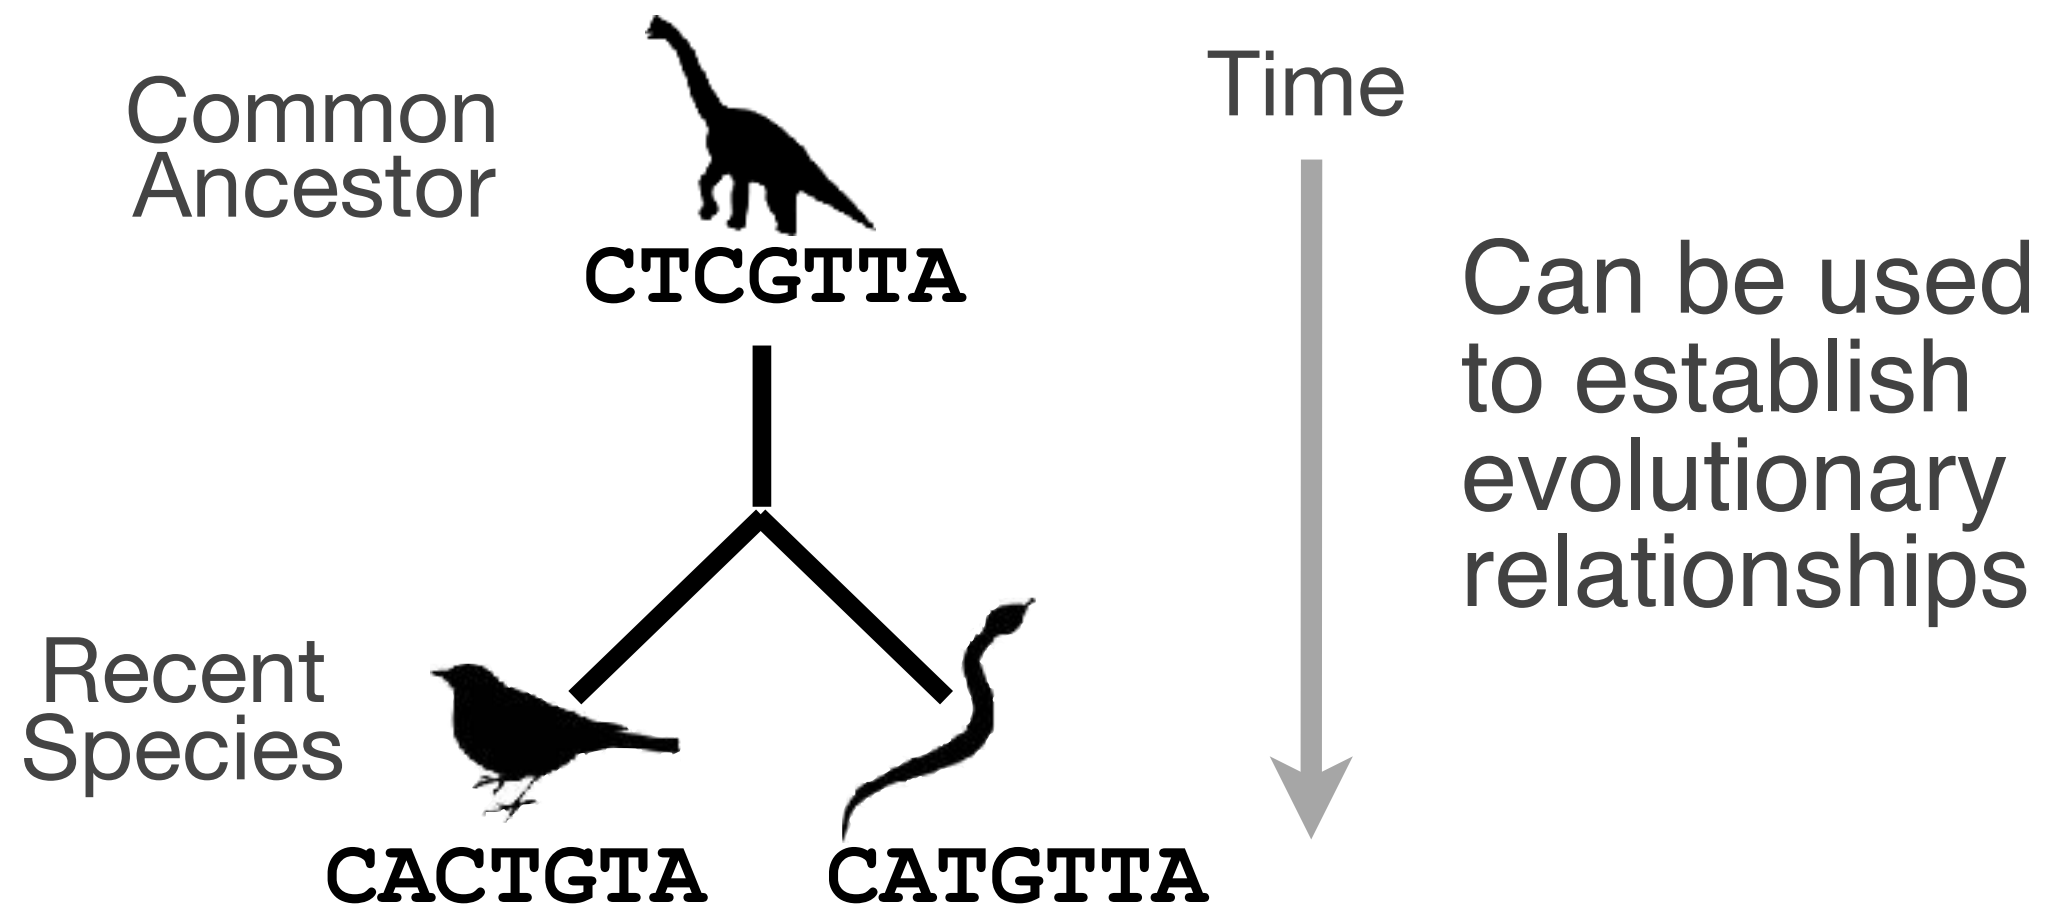 Common
Ancestor
CTCGTTA
Time
Can be used
to establish
evolutionary
relationships
Recent
Species
CACTGTA
CATGTTA